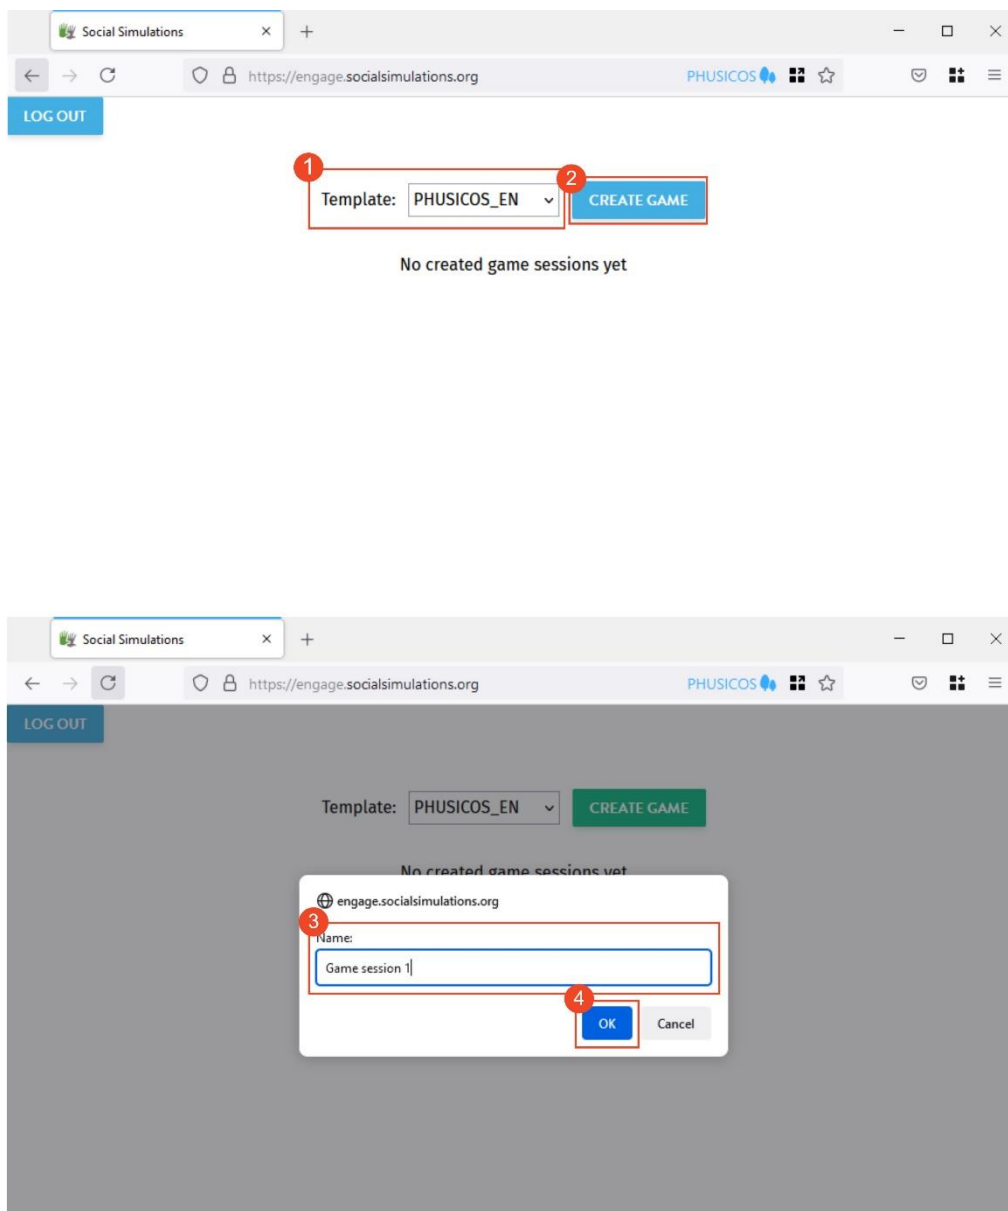 Social Simulations
https://engage.socialsimulations.org PHUSICOS
LOG OUT
1
2
Template: PHUSICOS_EN CREATE GAME
No created game sessions yet
Social Simulations
https://engage.socialsimulations.org PHUSICOS
LOG OUT
Template: PHUSICOS_EN CREATE GAME
No created game sessions yet
engage.socialsimulations.org
3
Name:
Game session 1
4
OK Cancel